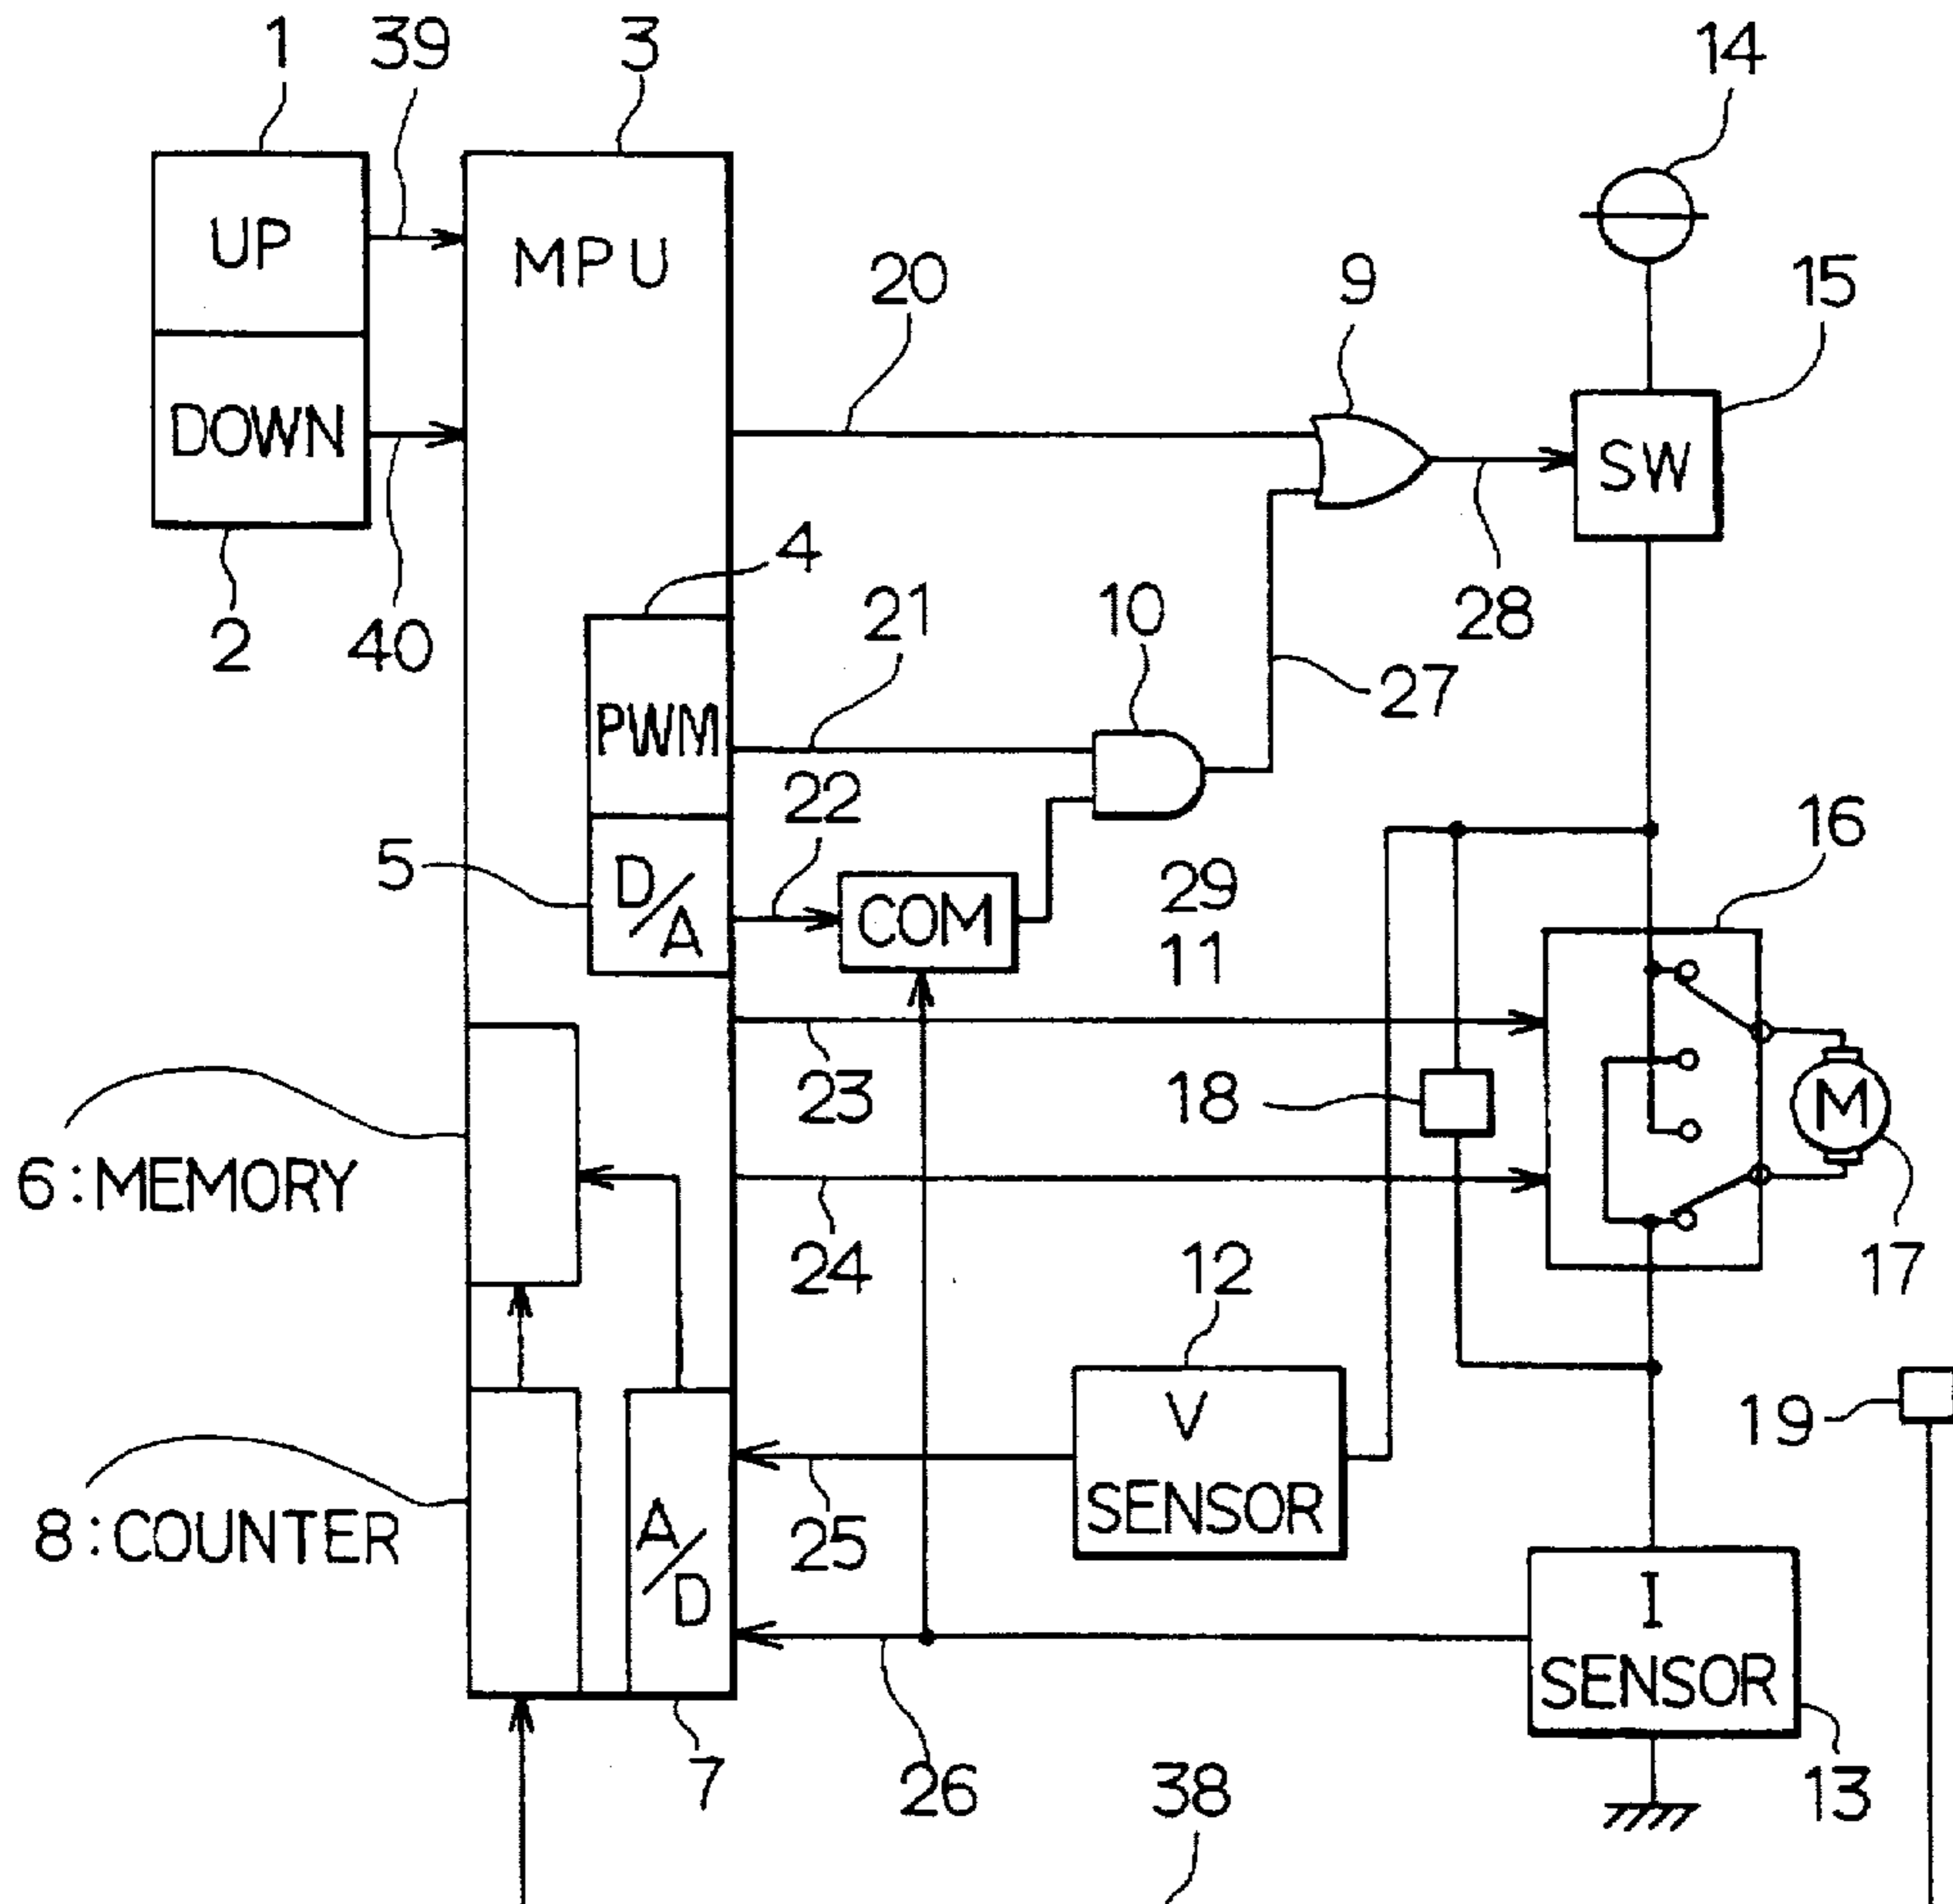 1 39 3 14
UP MPU 20 9 15
DOWN SW
4 28
2 40 21 10 27
PWM
22 16
5 D/A COM 29
11
23 18 M
6:MEMORY
24 12 17
V
SENSOR 19
8:COUNTER A/D 25
I
SENSOR
7 26 38 13